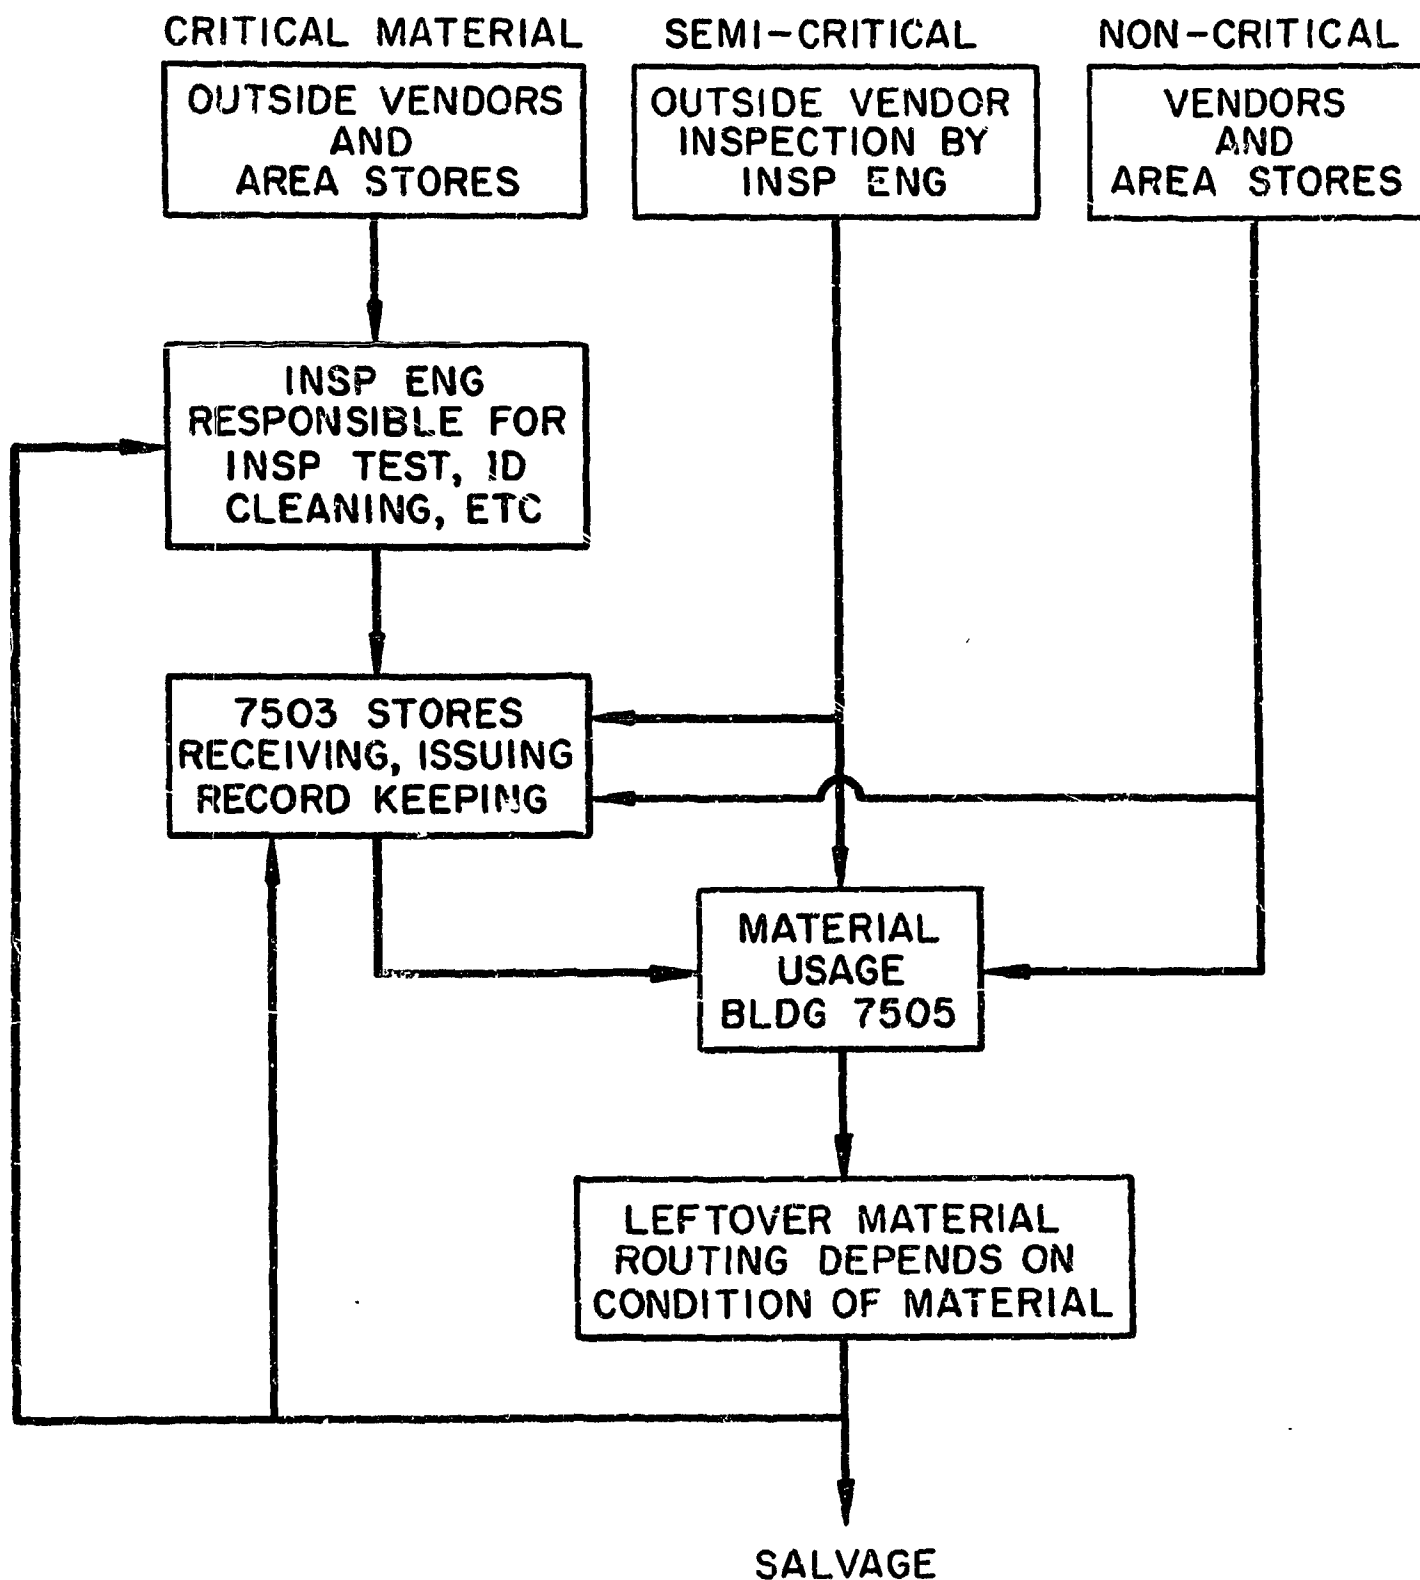 CRITICAL MATERIAL
OUTSIDE VENDORS
AND
AREA STORES
SEMI-CRITICAL
OUTSIDE VENDOR
INSPECTION BY
INSP ENG
NON-CRITICAL
VENDORS
AND
AREA STORES
INSP ENG
RESPONSIBLE FOR
INSP TEST, ID
CLEANING, ETC
7503 STORES
RECEIVING, ISSUING
RECORD KEEPING
MATERIAL
USAGE
BLDG 7505
LEFTOVER MATERIAL
ROUTING DEPENDS ON
CONDITION OF MATERIAL
SALVAGE